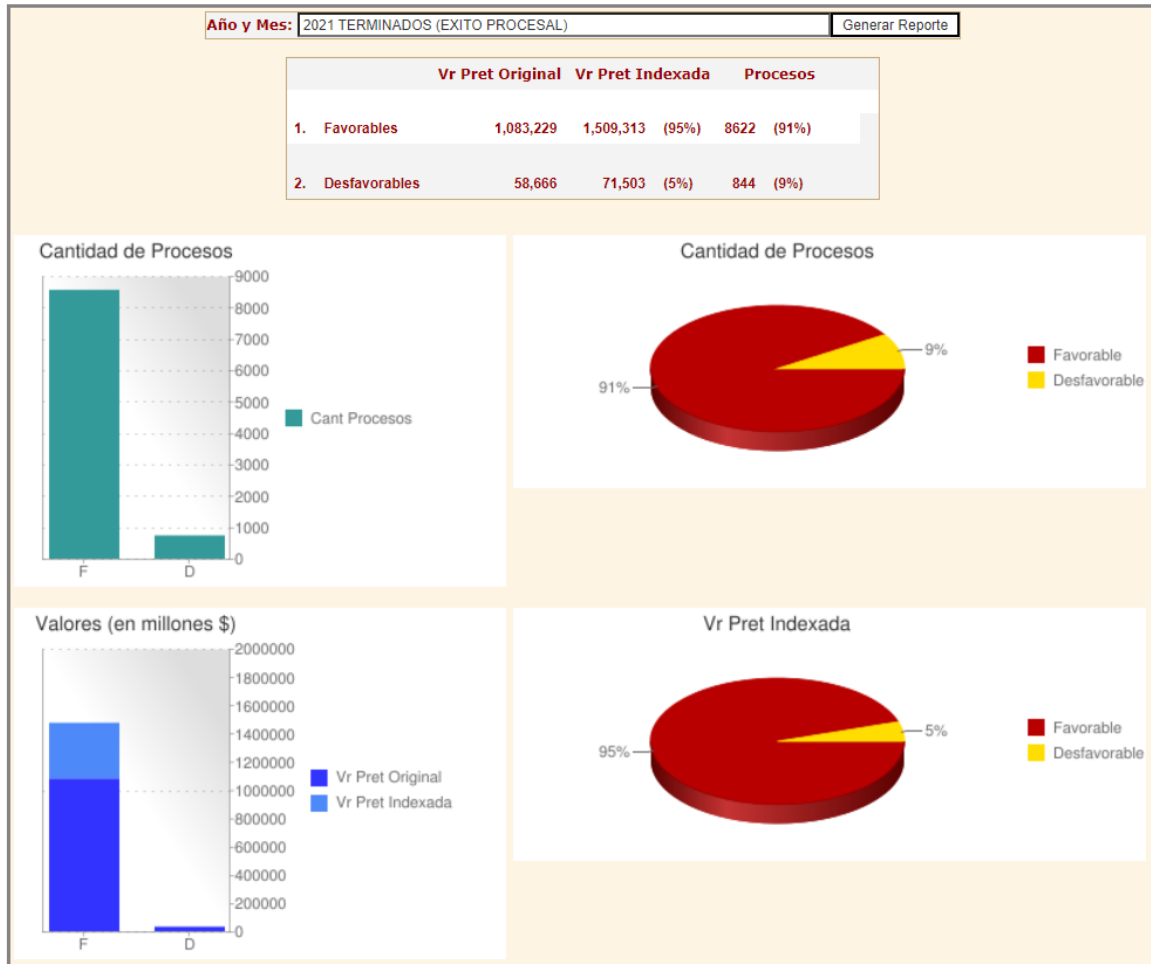 Año y Mes: 2021 TERMINADOS (EXITO PROCESAL) Generar Reporte
Vr Pret Original Vr Pret Indexada Procesos
1. Favorables 1,083,229 1,509,313 (95%) 8622 (91%)
2. Desfavorables 58,666 71,503 (5%) 844 (9%)
Cantidad de Procesos
9000
8000
7000
6000
5000
4000
3000
2000
1000
0
F D
Cant Procesos
Cantidad de Procesos
9%
91%
Favorable
Desfavorable
Valores (en millones $)
2000000
1800000
1600000
1400000
1200000
1000000
800000
600000
400000
200000
0
F D
Vr Pret Original
Vr Pret Indexada
Vr Pret Indexada
5%
95%
Favorable
Desfavorable